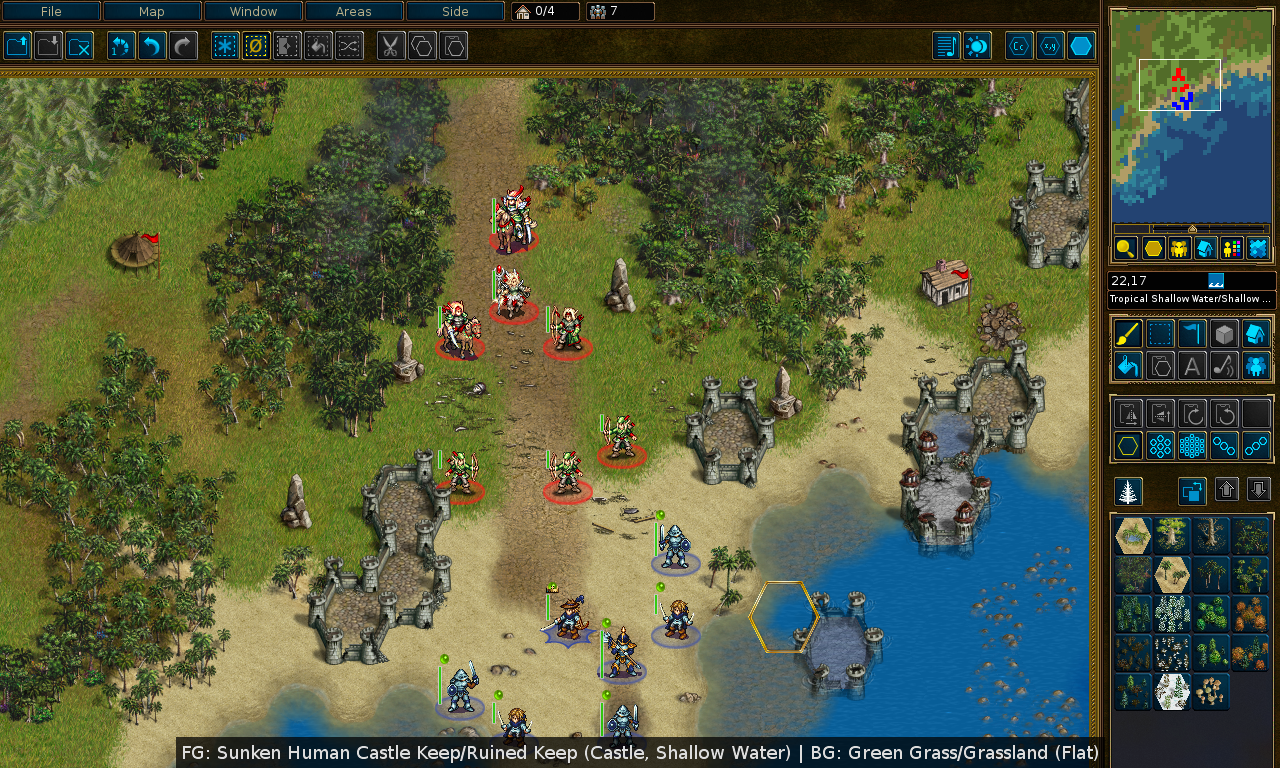 File Map Window Areas Side 0/4 7
22,17
Tropical Shallow Water/Shallow ...
FG: Sunken Human Castle Keep/Ruined Keep (Castle, Shallow Water) | BG: Green Grass/Grassland (Flat)